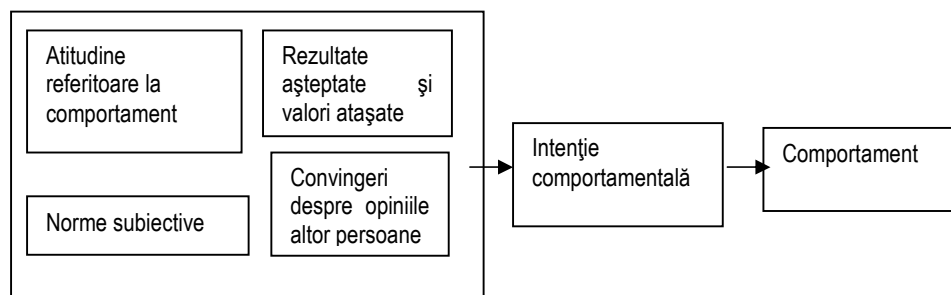 Atitudine
referitoare la
comportament
Rezultate
aşteptate şi
valori ataşate
Norme subiective
Convingeri
despre opiniile
altor persoane
Intenţie
comportamentală
Comportament